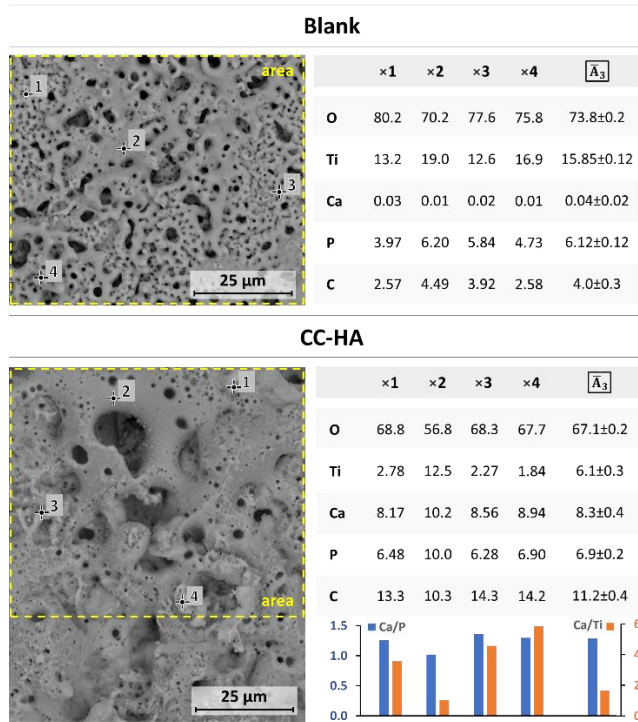 Blank
area
1
2
3
4
25 µm
×1 ×2 ×3 ×4 A̅₃
O 80.2 70.2 77.6 75.8 73.8±0.2
Ti 13.2 19.0 12.6 16.9 15.85±0.12
Ca 0.03 0.01 0.02 0.01 0.04±0.02
P 3.97 6.20 5.84 4.73 6.12±0.12
C 2.57 4.49 3.92 2.58 4.0±0.3
CC-HA
1
2
3
4
area
25 µm
×1 ×2 ×3 ×4 A̅₃
O 68.8 56.8 68.3 67.7 67.1±0.2
Ti 2.78 12.5 2.27 1.84 6.1±0.3
Ca 8.17 10.2 8.56 8.94 8.3±0.4
P 6.48 10.0 6.28 6.90 6.9±0.2
C 13.3 10.3 14.3 14.2 11.2±0.4
1.5 Ca/P Ca/Ti 6
1.0 4
0.5 2
0.0 0